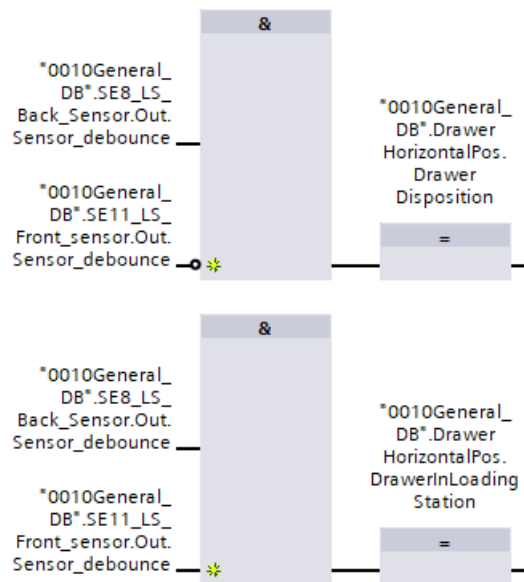 &
"0010General_
DB".SE8_LS_
Back_Sensor.Out.
Sensor_debounce
"0010General_
DB".SE11_LS_
Front_sensor.Out.
Sensor_debounce
"0010General_
DB".Drawer
HorizontalPos.
Drawer
Disposition
=
&
"0010General_
DB".SE8_LS_
Back_Sensor.Out.
Sensor_debounce
"0010General_
DB".SE11_LS_
Front_sensor.Out.
Sensor_debounce
"0010General_
DB".Drawer
HorizontalPos.
DrawerInLoading
Station
=